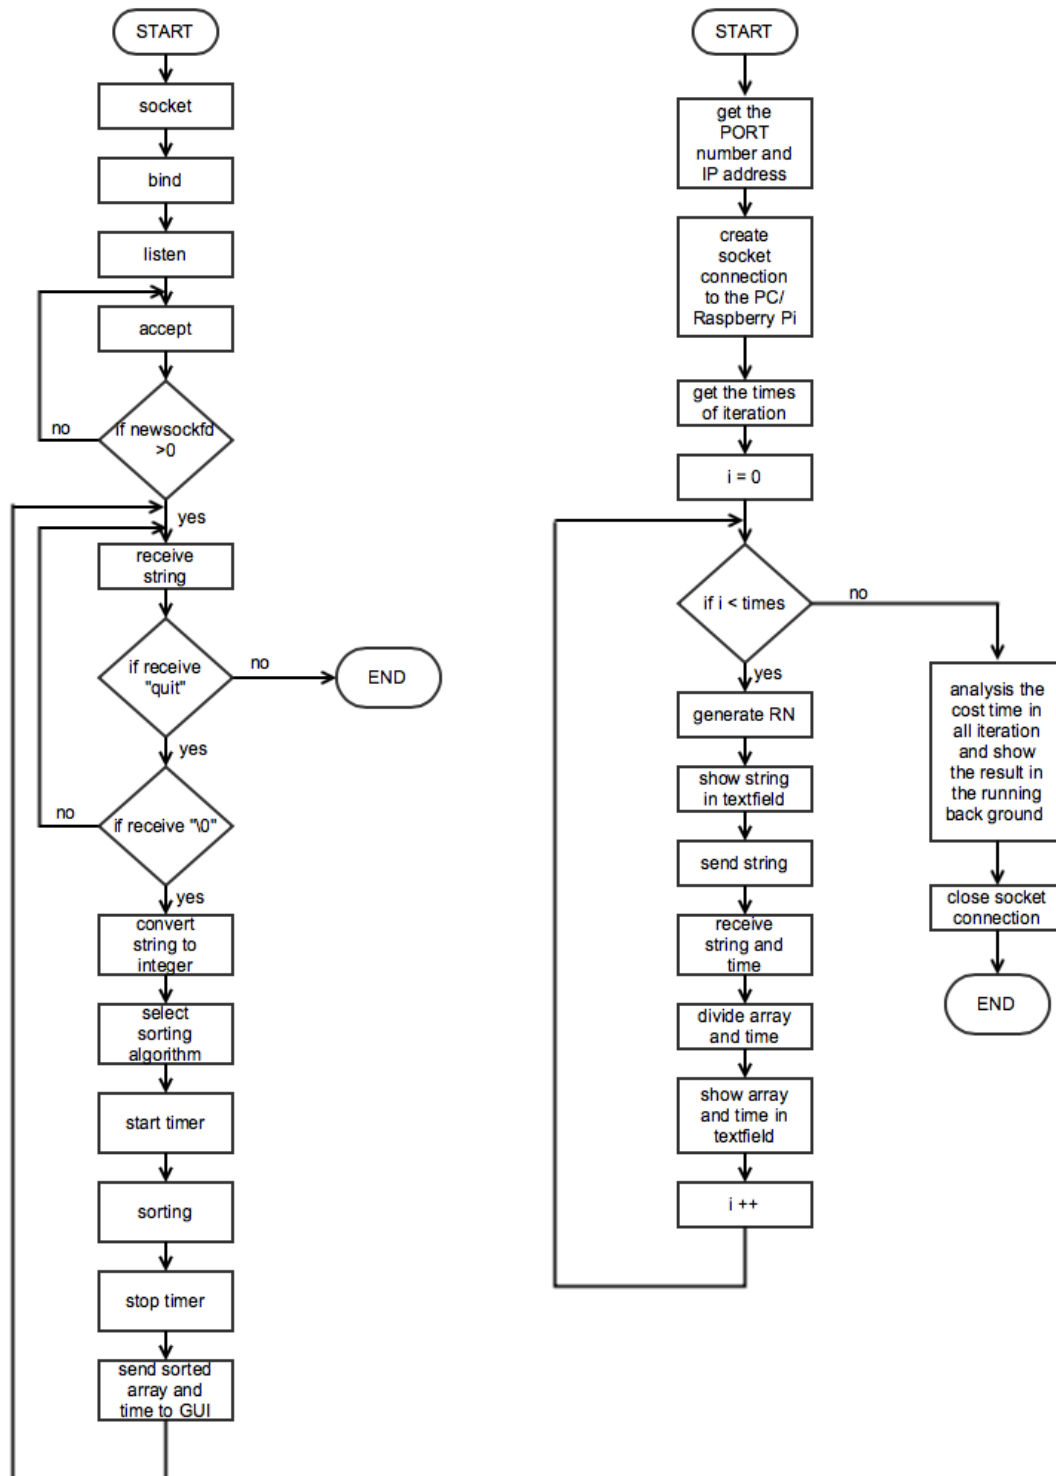 START
socket
bind
listen
accept
if newsockfd
>0
no
yes
receive
string
if receive
"quit"
no
END
yes
if receive "\0"
no
yes
convert
string to
integer
select
sorting
algorithm
start timer
sorting
stop timer
send sorted
array and
time to GUI
START
get the
PORT
number and
IP address
create
socket
connection
to the PC/
Raspberry Pi
get the times
of iteration
i = 0
if i < times
no
yes
generate RN
show string
in textfield
send string
receive
string and
time
divide array
and time
show array
and time in
textfield
i ++
analysis the
cost time in
all iteration
and show
the result in
the running
back ground
close socket
connection
END